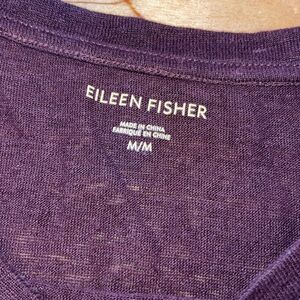 EILEEN FISHER
MADE IN CHINA
FABRIQUÉ EN CHINE
M/M